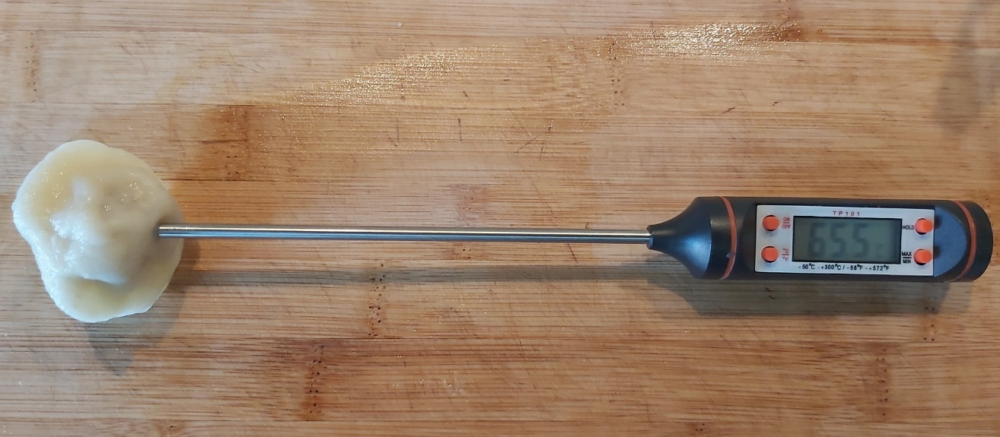 TP101
ON
OFF
°C
°F
65.5
HOLD
MAX
MIN
-50°C -+300°C / -58°F -+572°F